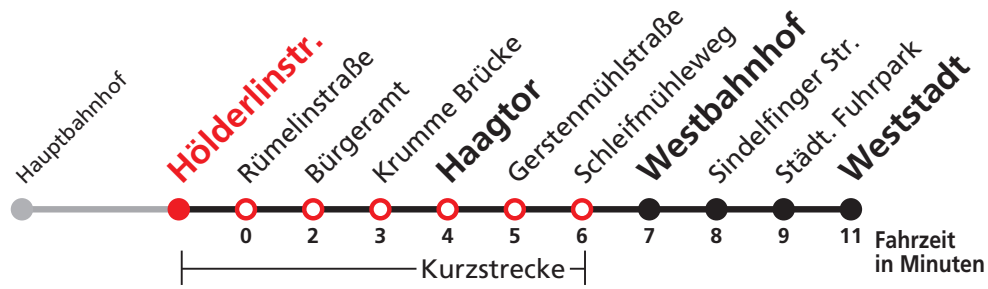 Hauptbahnhof
Hölderlinstr.
Rümelinstraße
Bürgeramt
Krumme Brücke
Haagtor
Gerstenmühlstraße
Schleifmühleweg
Westbahnhof
Sindelfinger Str.
Städt. Fuhrpark
Weststadt
0 2 3 4 5 6 7 8 9 11 Fahrzeit
in Minuten
Kurzstrecke